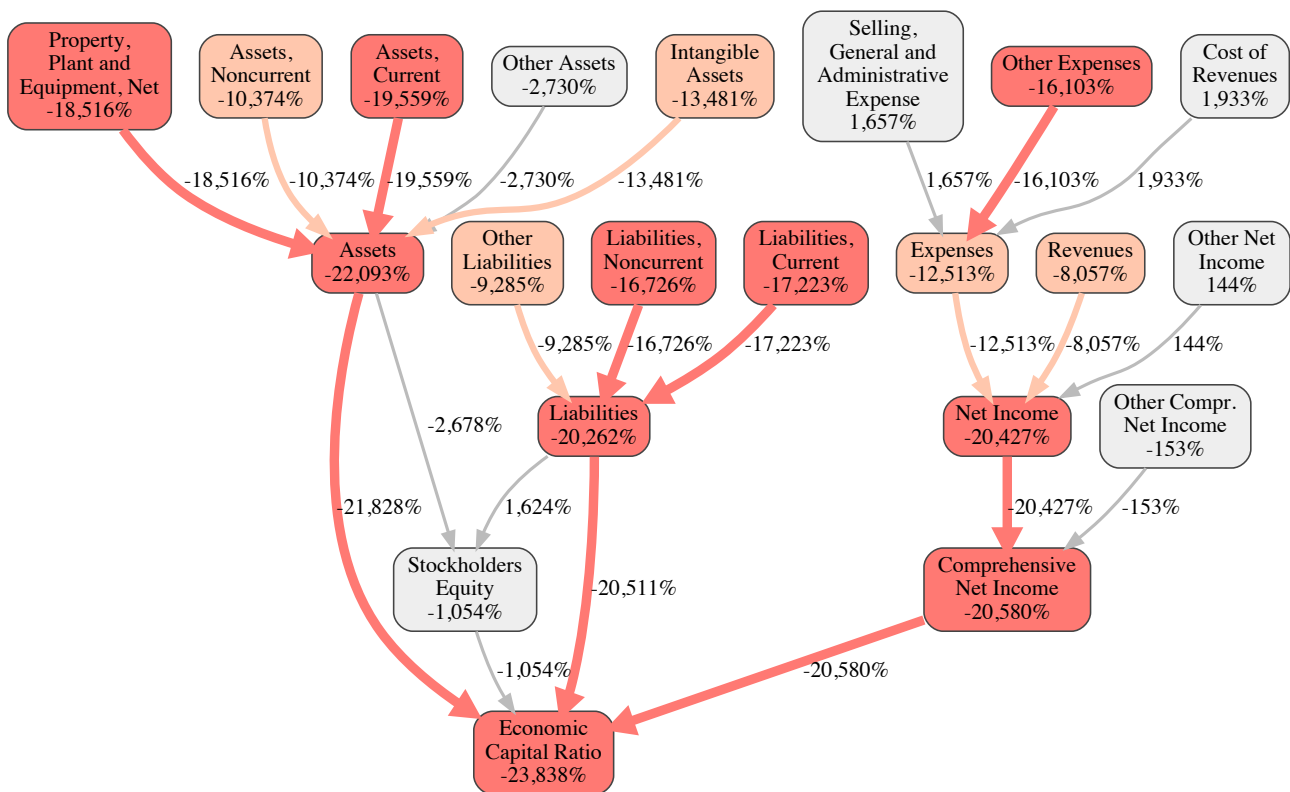 Property,
Plant and
Equipment, Net
-18,516%
Assets,
Noncurrent
-10,374%
Assets,
Current
-19,559%
Other Assets
-2,730%
Intangible
Assets
-13,481%
Selling,
General and
Administrative
Expense
1,657%
Other Expenses
-16,103%
Cost of
Revenues
1,933%
-18,516%
-10,374%
-19,559%
-2,730%
-13,481%
1,657%
-16,103%
1,933%
Assets
-22,093%
Other
Liabilities
-9,285%
Liabilities,
Noncurrent
-16,726%
Liabilities,
Current
-17,223%
Expenses
-12,513%
Revenues
-8,057%
Other Net
Income
144%
-9,285%
-16,726%
-17,223%
-12,513%
-8,057%
144%
-2,678%
Liabilities
-20,262%
Net Income
-20,427%
Other Compr.
Net Income
-153%
-21,828%
1,624%
-20,427%
-153%
Stockholders
Equity
-1,054%
-20,511%
Comprehensive
Net Income
-20,580%
-1,054%
-20,580%
Economic
Capital Ratio
-23,838%